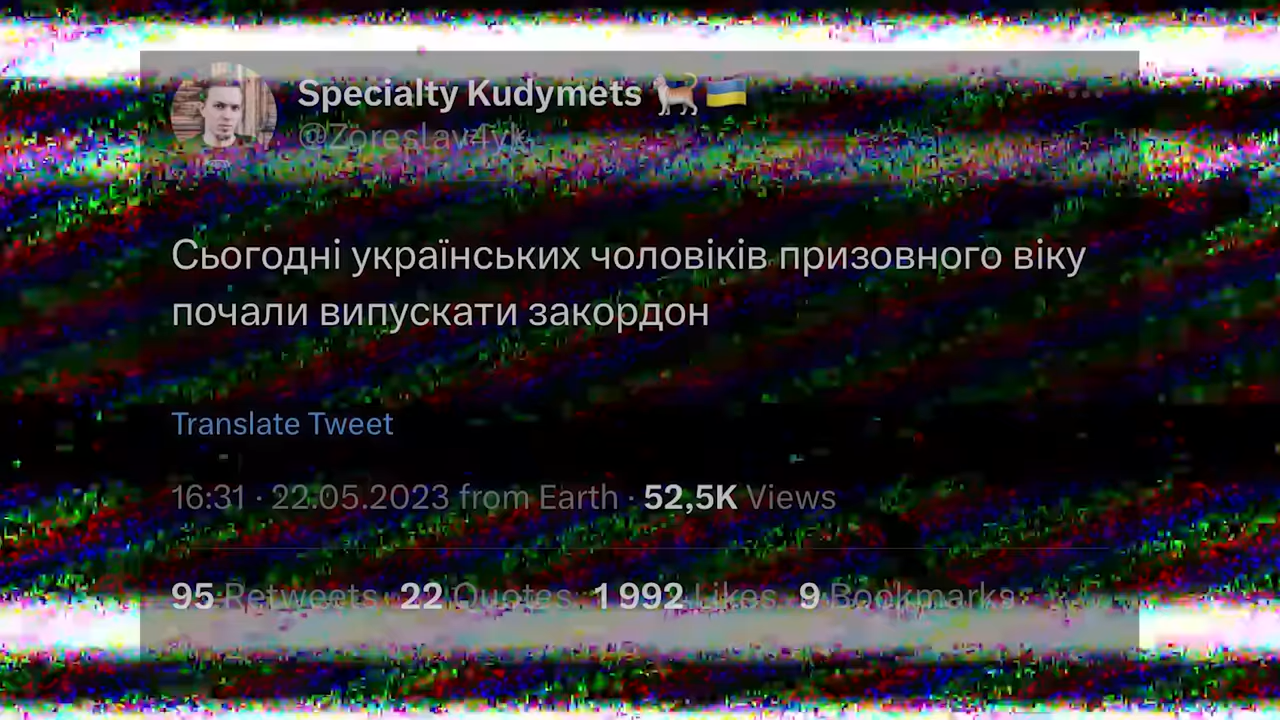 Specialty Kudymets 🐕🇺🇦
@Zoreslav4yk
Сьогодні українських чоловіків призовного віку
почали випускати закордон
Translate Tweet
16:31 · 22.05.2023 from Earth · 52,5K Views
95 Retweets 22 Quotes 1 992 Likes 9 Bookmarks